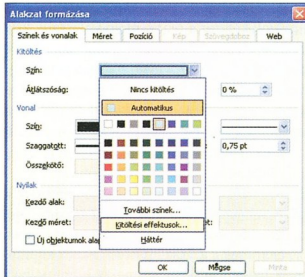 Alakzat formázása
Színek és vonalak Méret Pozíció Kép Szövegdoboz Web
Kitöltés
Szín:
Átlátszóság: 0 %
Nincs kitöltés
Automatikus
Vonal
Szín:
Szaggatott: 0,75 pt
Összekötő:
Nyilak
Kezdő alak:
További színek...
Kitöltési effektusok...
Kezdő méret: et:
Háttér
Új objektumok alap
OK Mégse Minta